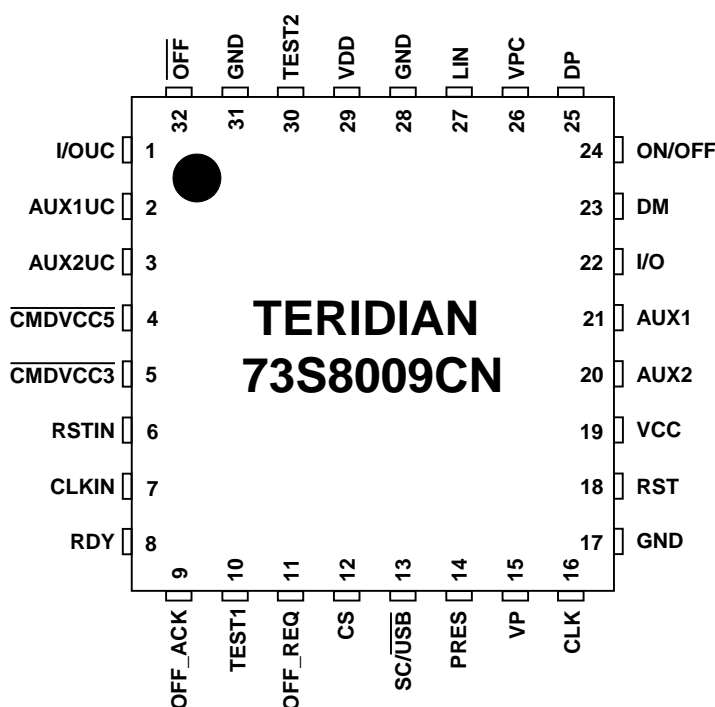 OFF
GND
TEST2
VDD
GND
LIN
VPC
DP
32
31
30
29
28
27
26
25
I/OUC 1
24 ON/OFF
AUX1UC 2
23 DM
AUX2UC 3
22 I/O
CMDVCC5 4
21 AUX1
CMDVCC3 5
20 AUX2
RSTIN 6
19 VCC
CLKIN 7
18 RST
RDY 8
17 GND
TERIDIAN
73S8009CN
9
10
11
12
13
14
15
16
OFF_ACK
TEST1
OFF_REQ
CS
SC/USB
PRES
VP
CLK